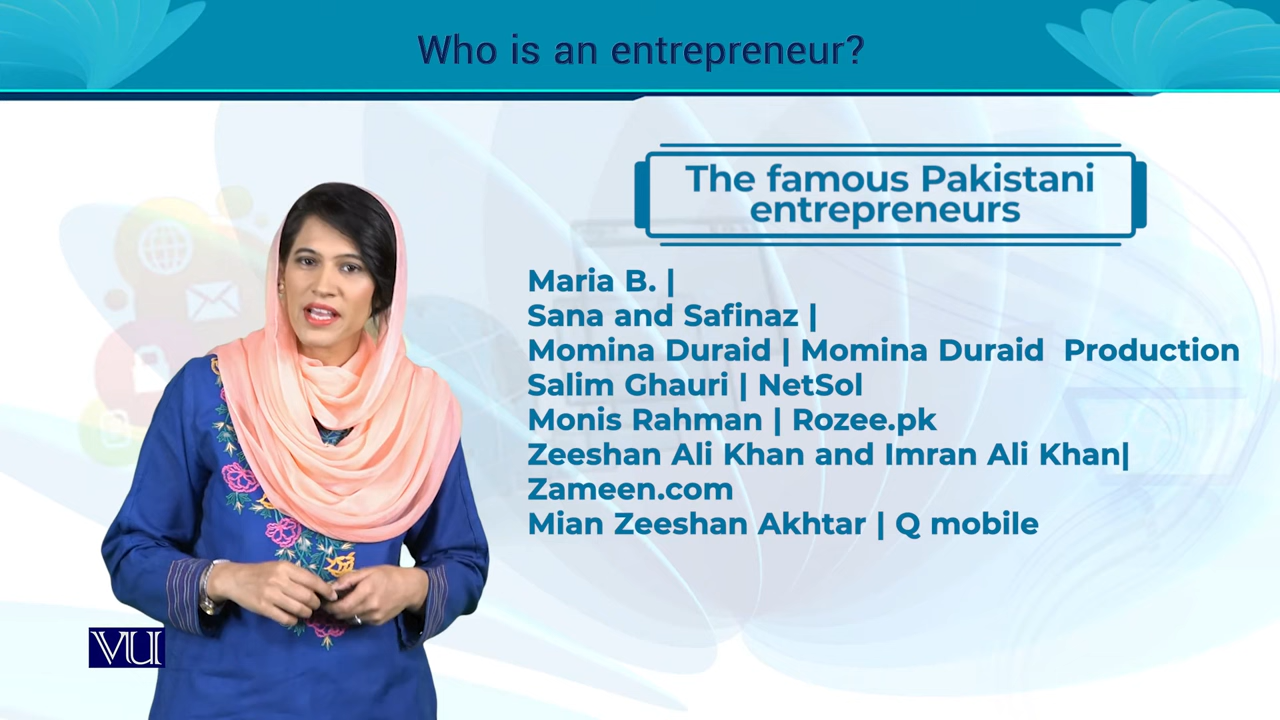 Who is an entrepreneur?
The famous Pakistani
entrepreneurs
Maria B. |
Sana and Safinaz |
Momina Duraid | Momina Duraid Production
Salim Ghauri | NetSol
Monis Rahman | Rozee.pk
Zeeshan Ali Khan and Imran Ali Khan|
Zameen.com
Mian Zeeshan Akhtar | Q mobile
VU